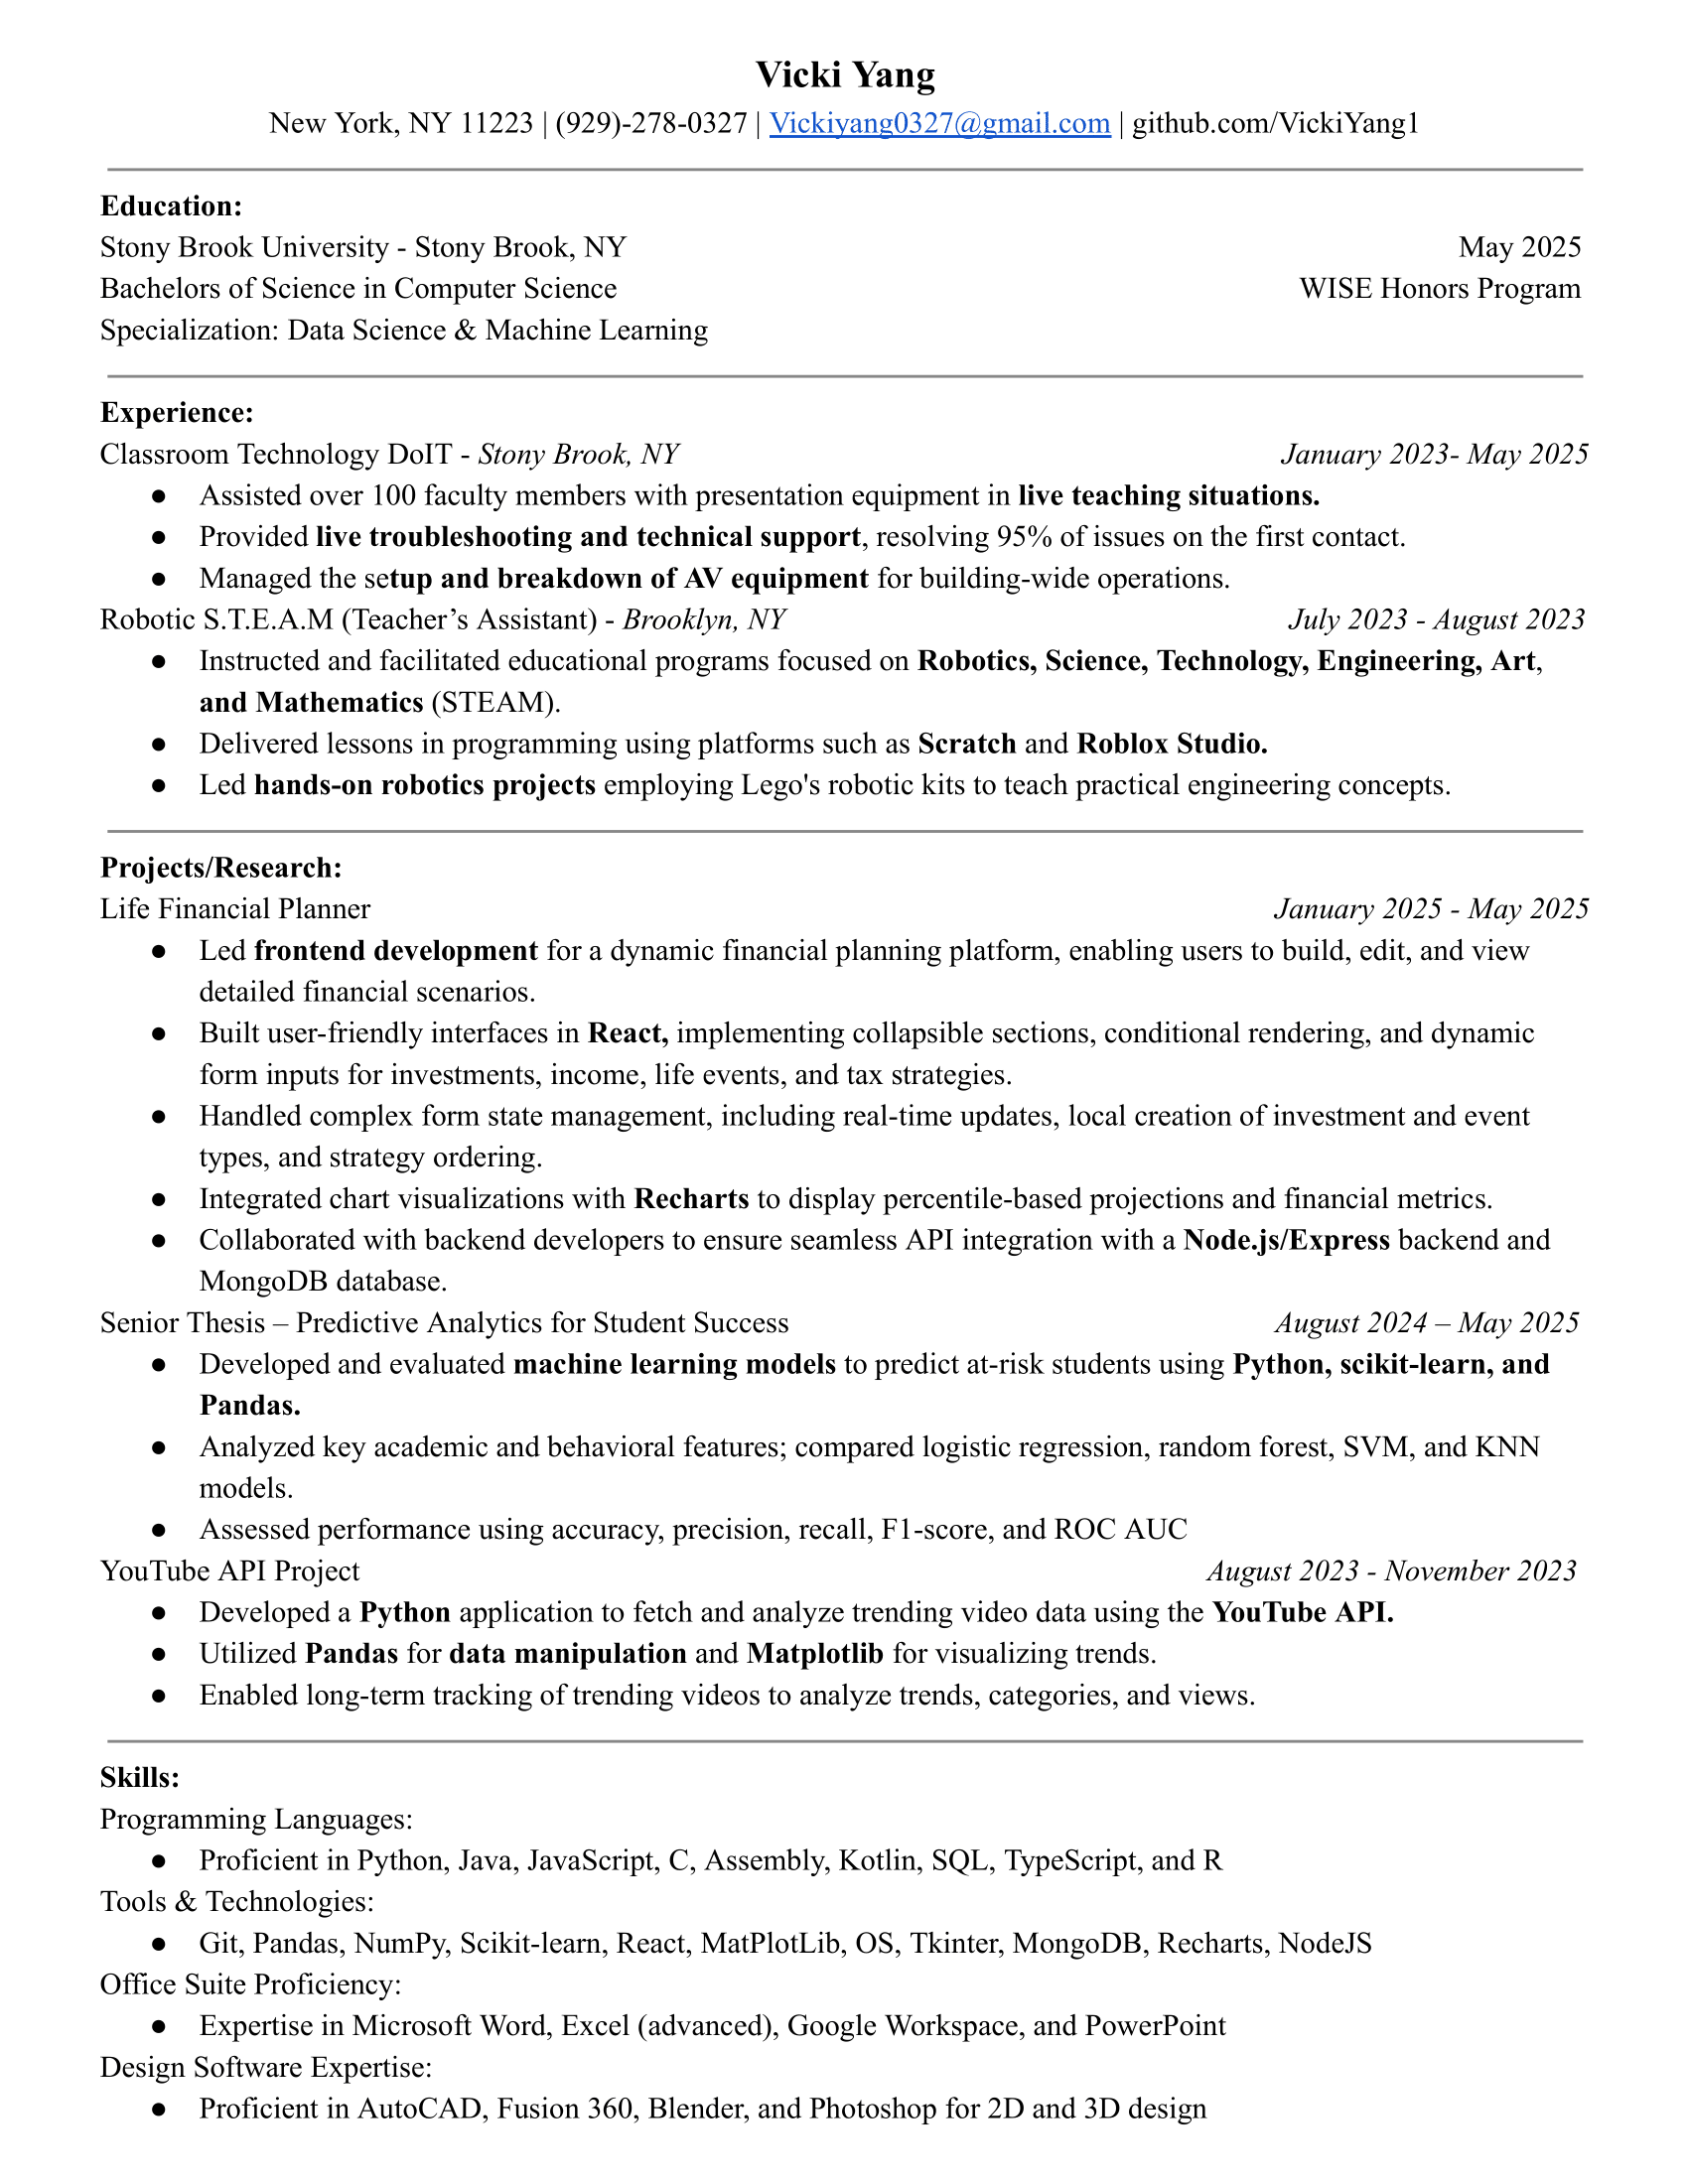 Vicki Yang
New York, NY 11223 | (929)-278-0327 | Vickiyang0327@gmail.com | github.com/VickiYang1
Education:
Stony Brook University - Stony Brook, NY May 2025
Bachelors of Science in Computer Science WISE Honors Program
Specialization: Data Science & Machine Learning
Experience:
Classroom Technology DoIT - Stony Brook, NY January 2023- May 2025
● Assisted over 100 faculty members with presentation equipment in live teaching situations.
● Provided live troubleshooting and technical support, resolving 95% of issues on the first contact.
● Managed the setup and breakdown of AV equipment for building-wide operations.
Robotic S.T.E.A.M (Teacher’s Assistant) - Brooklyn, NY July 2023 - August 2023
● Instructed and facilitated educational programs focused on Robotics, Science, Technology, Engineering, Art,
and Mathematics (STEAM).
● Delivered lessons in programming using platforms such as Scratch and Roblox Studio.
● Led hands-on robotics projects employing Lego's robotic kits to teach practical engineering concepts.
Projects/Research:
Life Financial Planner January 2025 - May 2025
● Led frontend development for a dynamic financial planning platform, enabling users to build, edit, and view
detailed financial scenarios.
● Built user-friendly interfaces in React, implementing collapsible sections, conditional rendering, and dynamic
form inputs for investments, income, life events, and tax strategies.
● Handled complex form state management, including real-time updates, local creation of investment and event
types, and strategy ordering.
● Integrated chart visualizations with Recharts to display percentile-based projections and financial metrics.
● Collaborated with backend developers to ensure seamless API integration with a Node.js/Express backend and
MongoDB database.
Senior Thesis – Predictive Analytics for Student Success August 2024 – May 2025
● Developed and evaluated machine learning models to predict at-risk students using Python, scikit-learn, and
Pandas.
● Analyzed key academic and behavioral features; compared logistic regression, random forest, SVM, and KNN
models.
● Assessed performance using accuracy, precision, recall, F1-score, and ROC AUC
YouTube API Project August 2023 - November 2023
● Developed a Python application to fetch and analyze trending video data using the YouTube API.
● Utilized Pandas for data manipulation and Matplotlib for visualizing trends.
● Enabled long-term tracking of trending videos to analyze trends, categories, and views.
Skills:
Programming Languages:
● Proficient in Python, Java, JavaScript, C, Assembly, Kotlin, SQL, TypeScript, and R
Tools & Technologies:
● Git, Pandas, NumPy, Scikit-learn, React, MatPlotLib, OS, Tkinter, MongoDB, Recharts, NodeJS
Office Suite Proficiency:
● Expertise in Microsoft Word, Excel (advanced), Google Workspace, and PowerPoint
Design Software Expertise:
● Proficient in AutoCAD, Fusion 360, Blender, and Photoshop for 2D and 3D design